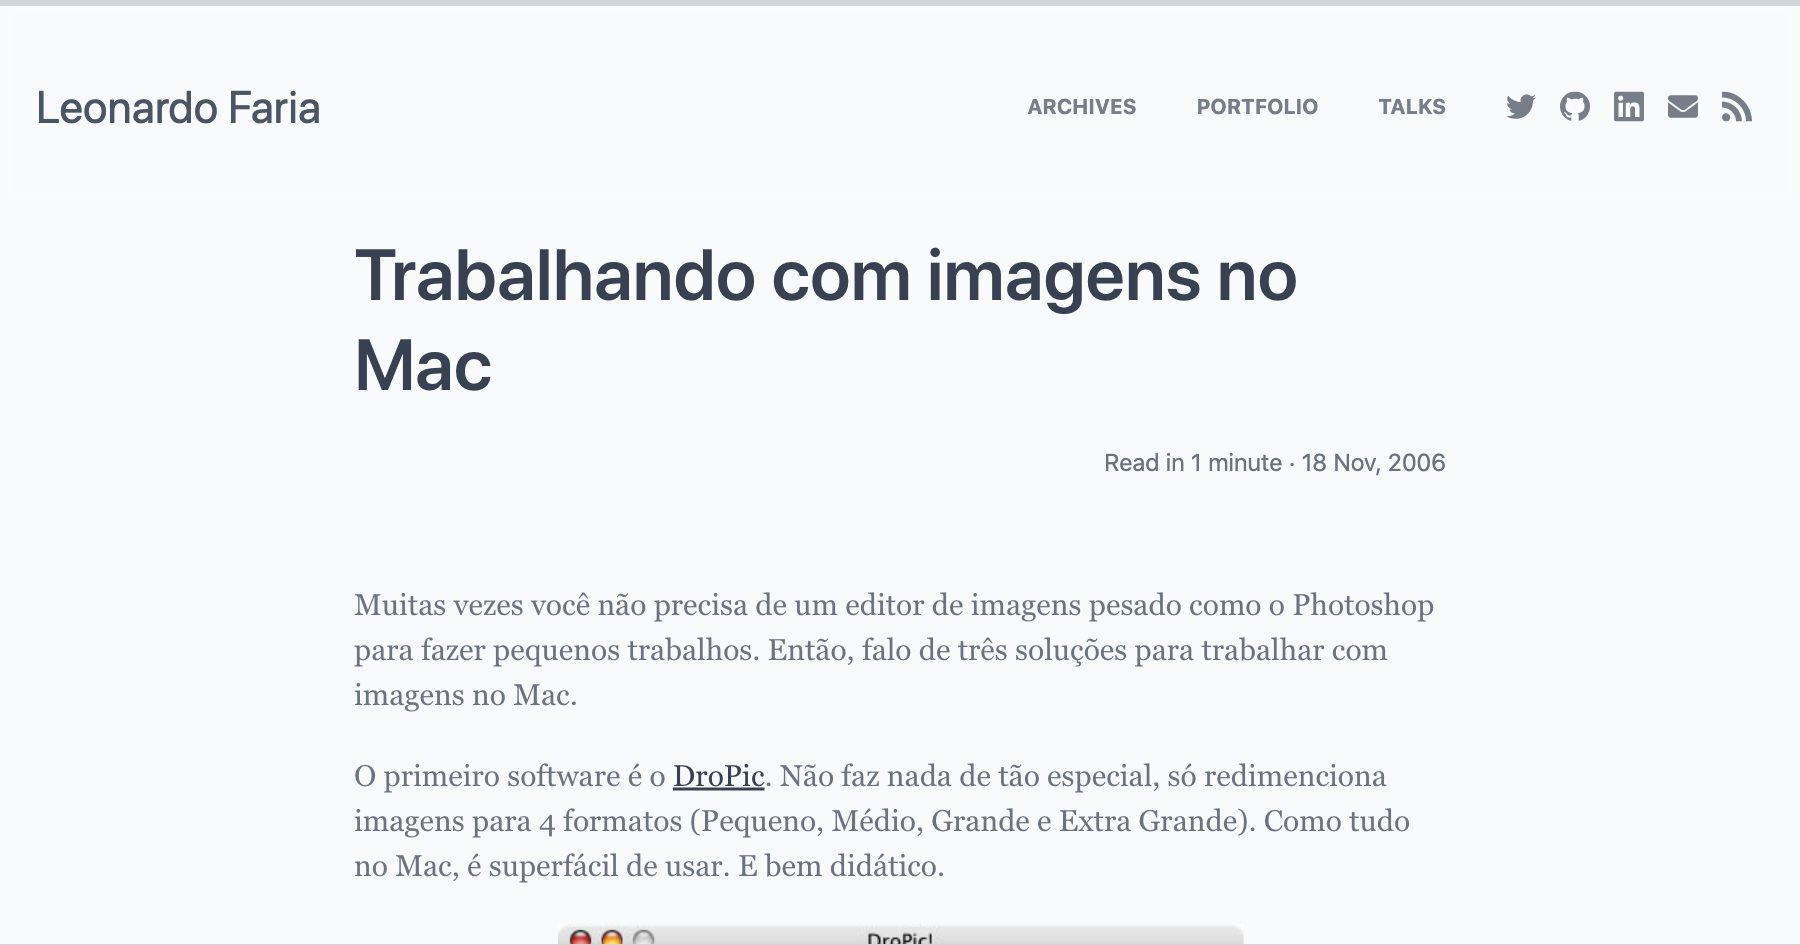 Leonardo Faria
ARCHIVES PORTFOLIO TALKS
Trabalhando com imagens no
Mac
Read in 1 minute · 18 Nov, 2006
Muitas vezes você não precisa de um editor de imagens pesado como o Photoshop
para fazer pequenos trabalhos. Então, falo de três soluções para trabalhar com
imagens no Mac.
O primeiro software é o DroPic. Não faz nada de tão especial, só redimenciona
imagens para 4 formatos (Pequeno, Médio, Grande e Extra Grande). Como tudo
no Mac, é superfácil de usar. E bem didático.
DroPic!